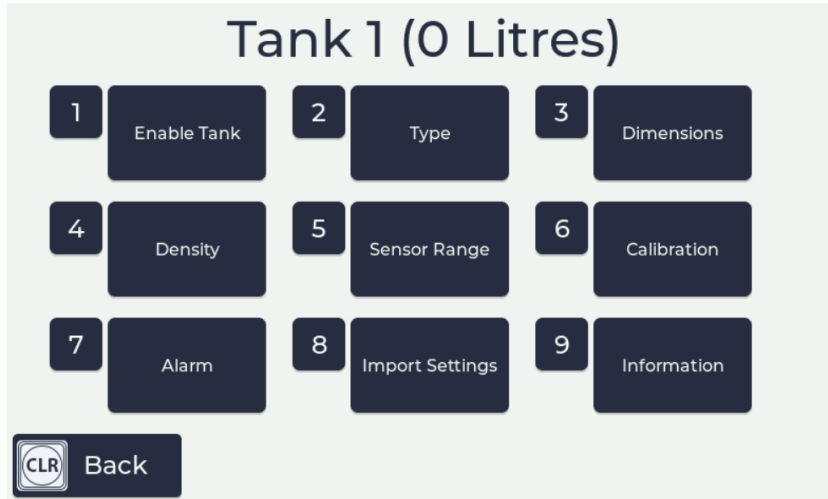 Tank 1 (0 Litres)
1
Enable Tank
2
Type
3
Dimensions
4
Density
5
Sensor Range
6
Calibration
7
Alarm
8
Import Settings
9
Information
CLR Back